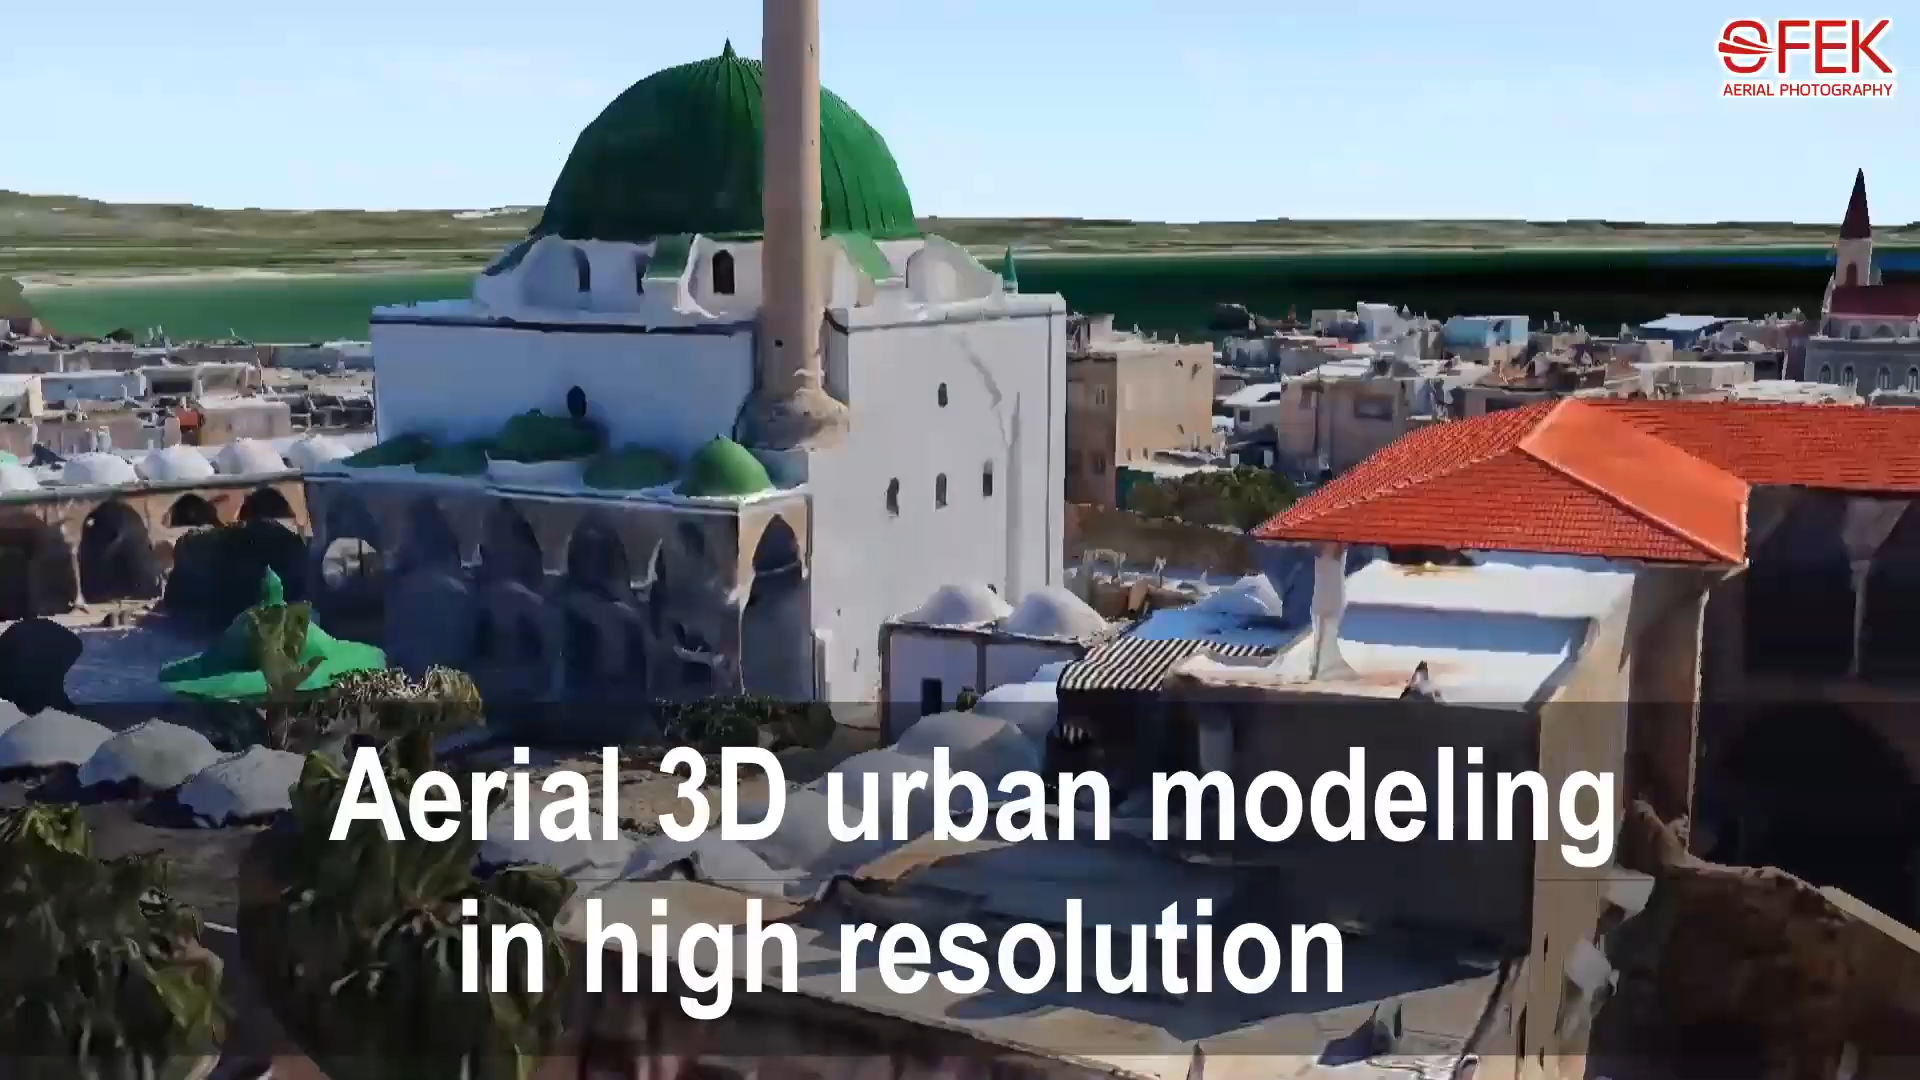 OFEK
AERIAL PHOTOGRAPHY
Aerial 3D urban modeling
in high resolution